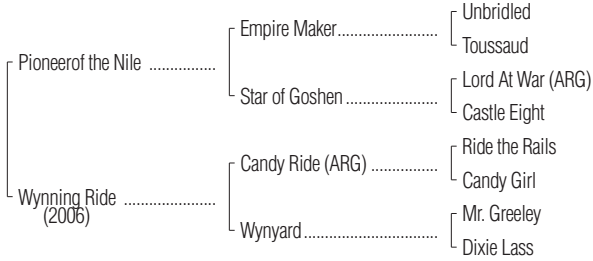 Unbridled
Empire Maker........................
Toussaud
Pioneerof the Nile ................
Lord At War (ARG)
Star of Goshen......................
Castle Eight
Ride the Rails
Candy Ride (ARG) ................
Candy Girl
Wynning Ride ......................
(2006)
Mr. Greeley
Wynyard................................
Dixie Lass